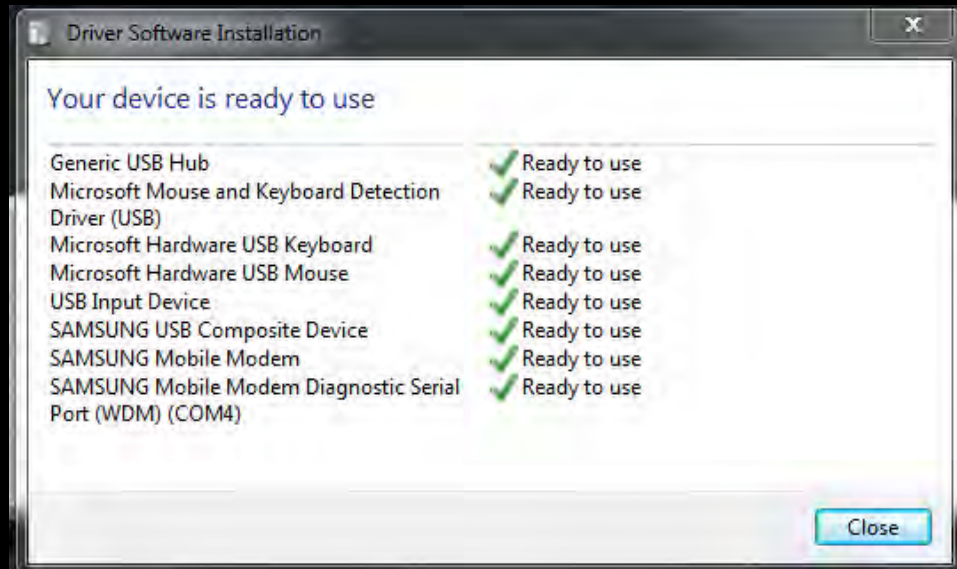 Driver Software Installation
Your device is ready to use
Generic USB Hub Ready to use
Microsoft Mouse and Keyboard Detection Ready to use
Driver (USB)
Microsoft Hardware USB Keyboard Ready to use
Microsoft Hardware USB Mouse Ready to use
USB Input Device Ready to use
SAMSUNG USB Composite Device Ready to use
SAMSUNG Mobile Modem Ready to use
SAMSUNG Mobile Modem Diagnostic Serial Ready to use
Port (WDM) (COM4)
Close